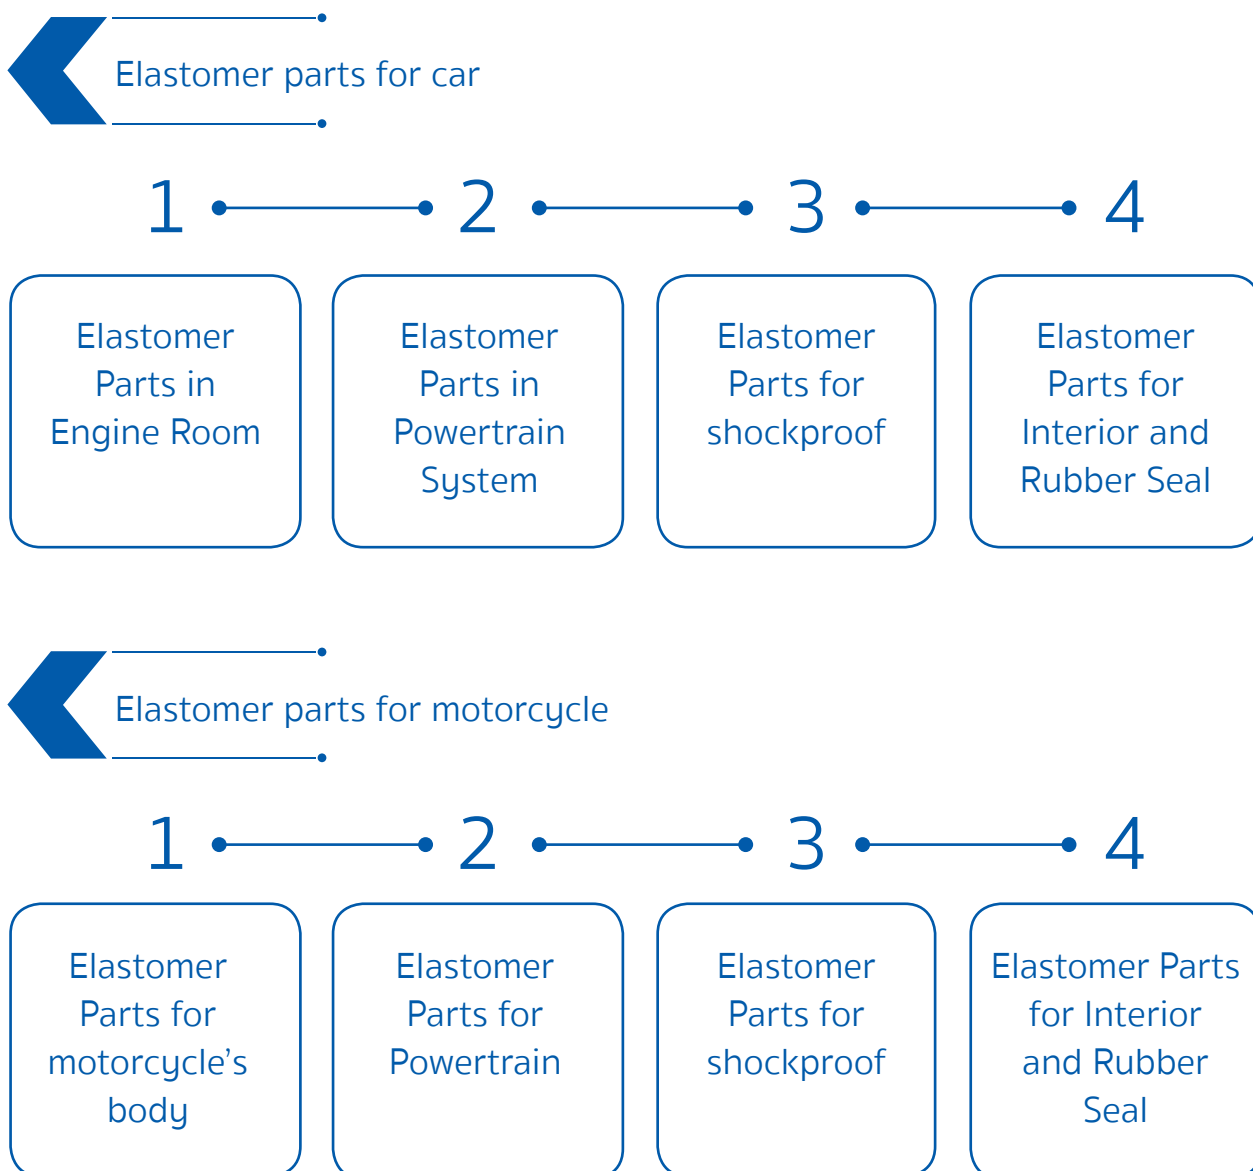 Elastomer parts for car
1
2
3
4
Elastomer
Parts in
Engine Room
Elastomer
Parts in
Powertrain
System
Elastomer
Parts for
shockproof
Elastomer
Parts for
Interior and
Rubber Seal
Elastomer parts for motorcycle
1
2
3
4
Elastomer
Parts for
motorcycle's
body
Elastomer
Parts for
Powertrain
Elastomer
Parts for
shockproof
Elastomer Parts
for Interior
and Rubber
Seal